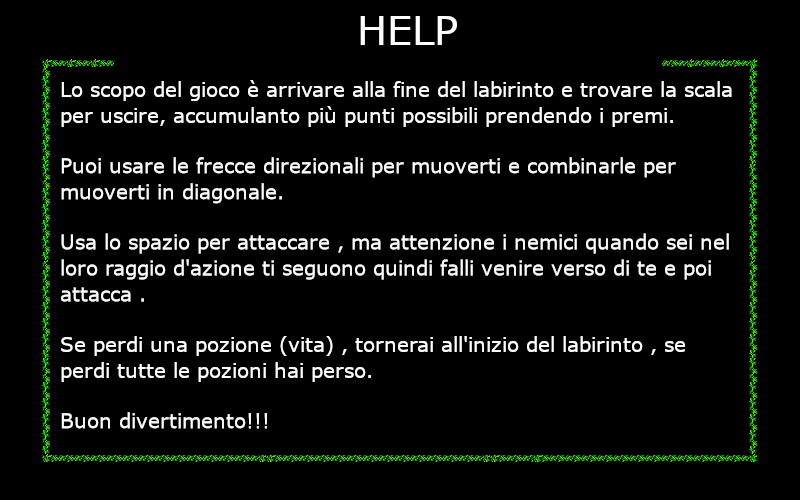 HELP
Lo scopo del gioco è arrivare alla fine del labirinto e trovare la scala
per uscire, accumulanto più punti possibili prendendo i premi.
Puoi usare le frecce direzionali per muoverti e combinarle per
muoverti in diagonale.
Usa lo spazio per attaccare , ma attenzione i nemici quando sei nel
loro raggio d'azione ti seguono quindi falli venire verso di te e poi
attacca .
Se perdi una pozione (vita) , tornerai all'inizio del labirinto , se
perdi tutte le pozioni hai perso.
Buon divertimento!!!